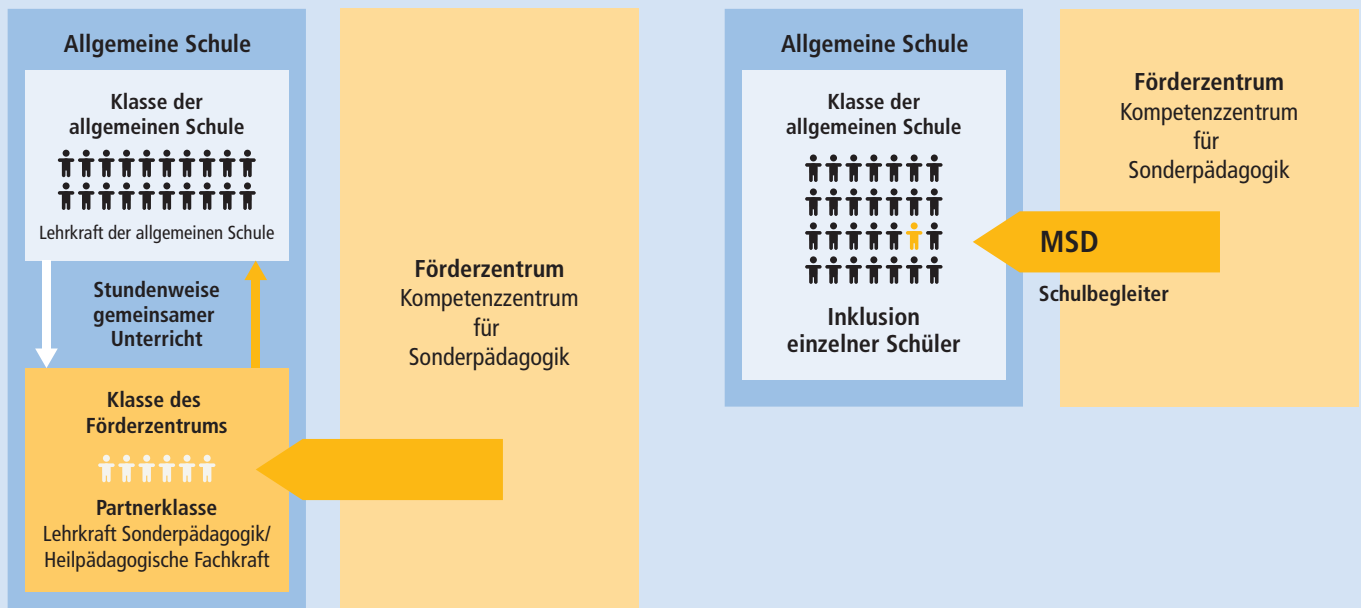 Allgemeine Schule
Klasse der
allgemeinen Schule
Lehrkraft der allgemeinen Schule
Stundenweise
gemeinsamer
Unterricht
Klasse des
Förderzentrums
Partnerklasse
Lehrkraft Sonderpädagogik/
Heilpädagogische Fachkraft
Förderzentrum
Kompetenzzentrum
für
Sonderpädagogik
Allgemeine Schule
Klasse der
allgemeinen Schule
Inklusion
einzelner Schüler
Förderzentrum
Kompetenzzentrum
für
Sonderpädagogik
MSD
Schulbegleiter